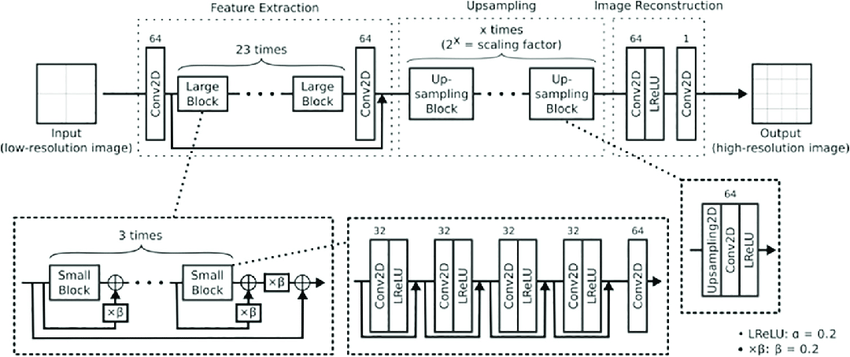 Feature Extraction
Upsampling
Image Reconstruction
64
23 times
64
x times
(2^x = scaling factor)
64
1
Conv2D
Large
Block
Large
Block
Conv2D
Up-
sampling
Block
Up-
sampling
Block
Conv2D
LReLU
Conv2D
Input
(low-resolution image)
Output
(high-resolution image)
3 times
Small
Block
Small
Block
×β
×β
×β
32
32
32
32
64
Conv2D
LReLU
Conv2D
LReLU
Conv2D
LReLU
Conv2D
LReLU
Conv2D
64
Upsampling2D
Conv2D
LReLU
• LReLU: α = 0.2
• ×β: β = 0.2